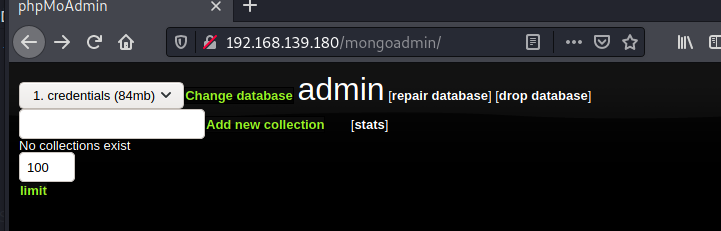 phpMoAdmin
192.168.139.180/mongoadmin/
1. credentials (84mb) Change database admin [repair database] [drop database]
Add new collection [stats]
No collections exist
100
limit